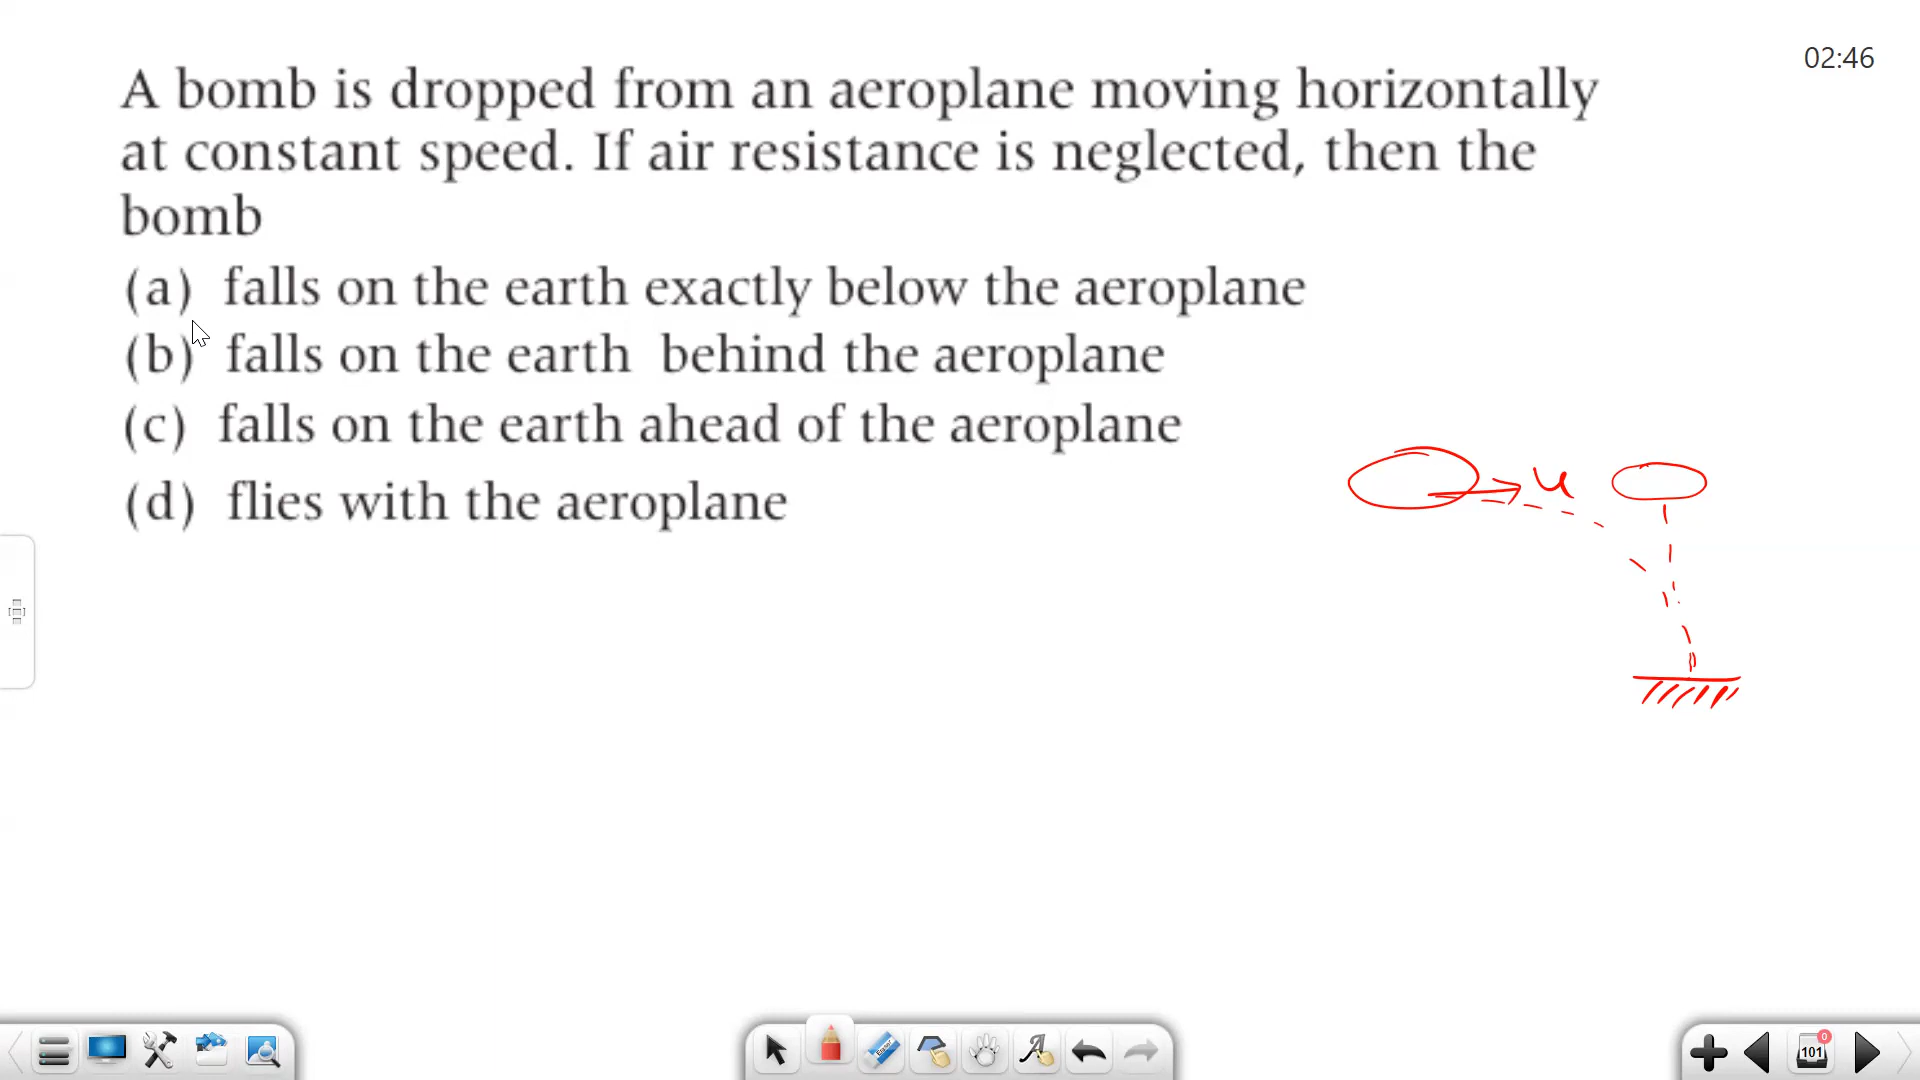 02:46
A bomb is dropped from an aeroplane moving horizontally
at constant speed. If air resistance is neglected, then the
bomb
(a) falls on the earth exactly below the aeroplane
(b) falls on the earth behind the aeroplane
(c) falls on the earth ahead of the aeroplane
(d) flies with the aeroplane
u
Eraser
A
101
0